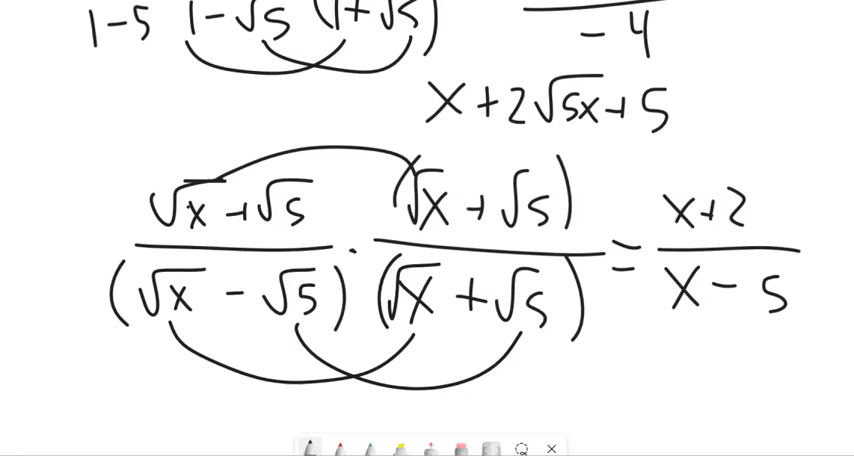 1-5 1-√5 (1+√5)
-4
x+2√5x+5
√x+√5 (√x+√5) x+2
· =
(√x-√5) (√x+√5) x-5